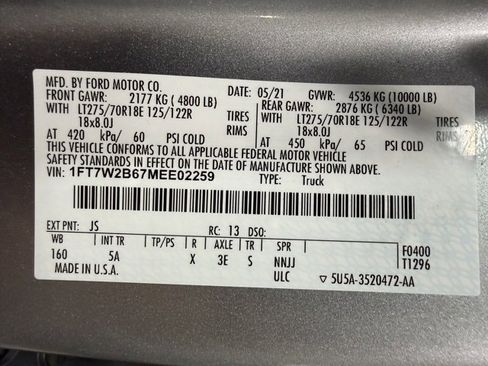 MFD. BY FORD MOTOR CO.
DATE: 05/21 GVWR: 4536 KG (10000 LB)
FRONT GAWR: 2177 KG ( 4800 LB) REAR GAWR: 2876 KG ( 6340 LB)
WITH LT275/70R18E 125/122R TIRES WITH LT275/70R18E 125/122R TIRES
18x8.0J RIMS 18x8.0J RIMS
AT 420 kPa/ 60 PSI COLD AT 450 kPa/ 65 PSI COLD
THIS VEHICLE CONFORMS TO ALL APPLICABLE FEDERAL MOTOR VEHICLE
SAFETY STANDARDS IN EFFECT ON THE DATE OF MANUFACTURE SHOWN ABOVE.
VIN: 1FT7W2B67MEE02259 TYPE: Truck
EXT PNT: JS RC: 13 DSO:
WB INT TR TP/PS R AXLE TR SPR F0400
160 5A X 3E S NNJJ T1296
MADE IN U.S.A. ULC 5U5A-3520472-AA